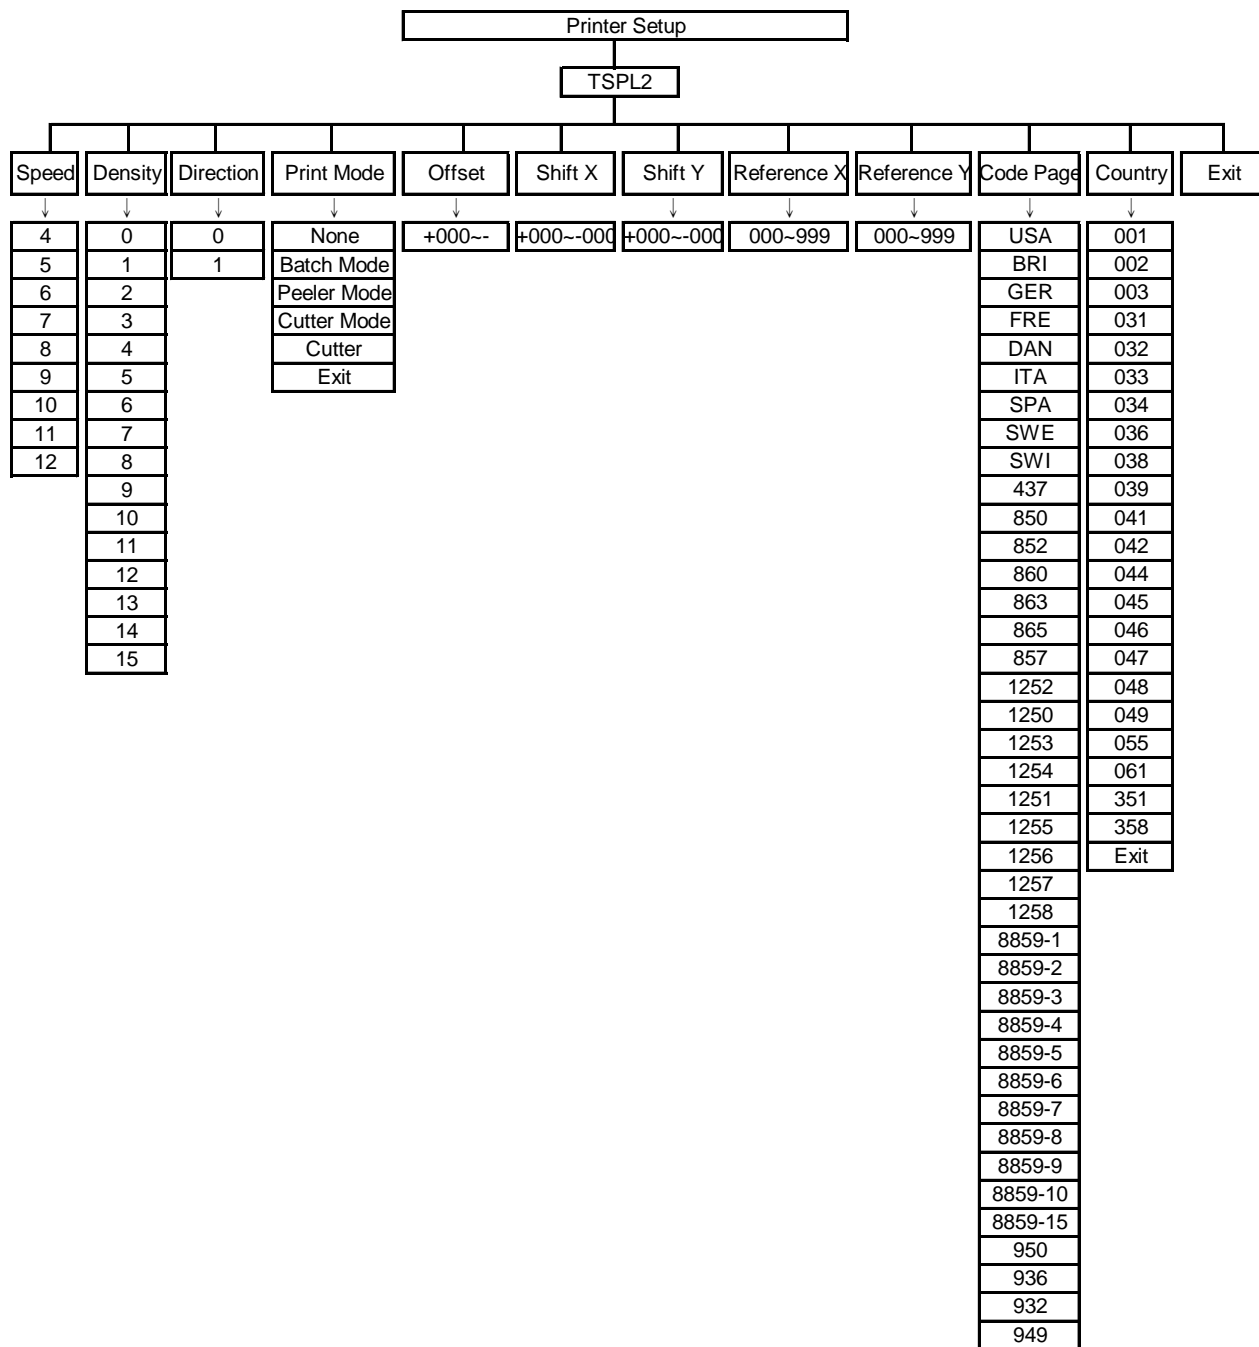 Printer Setup
TSPL2
Speed Density Direction Print Mode Offset Shift X Shift Y Reference X Reference Y Code Page Country Exit
4 0 0 None +000~- +000~-000 +000~-000 000~999 000~999 USA 001
5 1 1 Batch Mode BRI 002
6 2 Peeler Mode GER 003
7 3 Cutter Mode FRE 031
8 4 Cutter DAN 032
9 5 Exit ITA 033
10 6 SPA 034
11 7 SWE 036
12 8 SWI 038
9 437 039
10 850 041
11 852 042
12 860 044
13 863 045
14 865 046
15 857 047
1252 048
1250 049
1253 055
1254 061
1251 351
1255 358
1256 Exit
1257
1258
8859-1
8859-2
8859-3
8859-4
8859-5
8859-6
8859-7
8859-8
8859-9
8859-10
8859-15
950
936
932
949